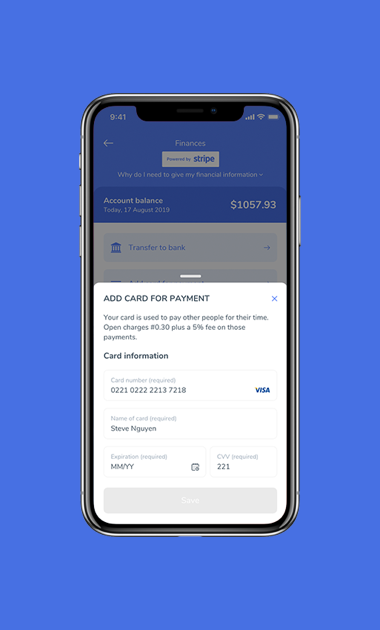 9:41
Finances
Powered by stripe
Why do I need to give my financial information
Account balance
Today, 17 August 2019
$1057.93
Transfer to bank
ADD CARD FOR PAYMENT
Your card is used to pay other people for their time.
Open charges #0.30 plus a 5% fee on those
payments.
Card information
Card number (required)
0221 0222 2213 7218
VISA
Name of card (required)
Steve Nguyen
Expiration (required)
MM/YY
CVV (required)
221
Save